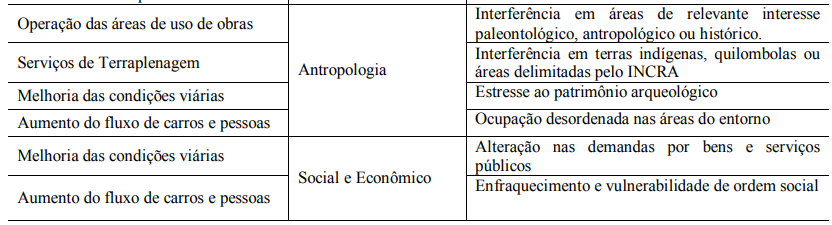 Operação das áreas de uso de obras
Interferência em áreas de relevante interesse
paleontológico, antropológico ou histórico.
Serviços de Terraplenagem
Antropologia
Interferência em terras indígenas, quilombolas ou
áreas delimitadas pelo INCRA
Melhoria das condições viárias
Estresse ao patrimônio arqueológico
Aumento do fluxo de carros e pessoas
Ocupação desordenada nas áreas do entorno
Melhoria das condições viárias
Social e Econômico
Alteração nas demandas por bens e serviços
públicos
Aumento do fluxo de carros e pessoas
Enfraquecimento e vulnerabilidade de ordem social